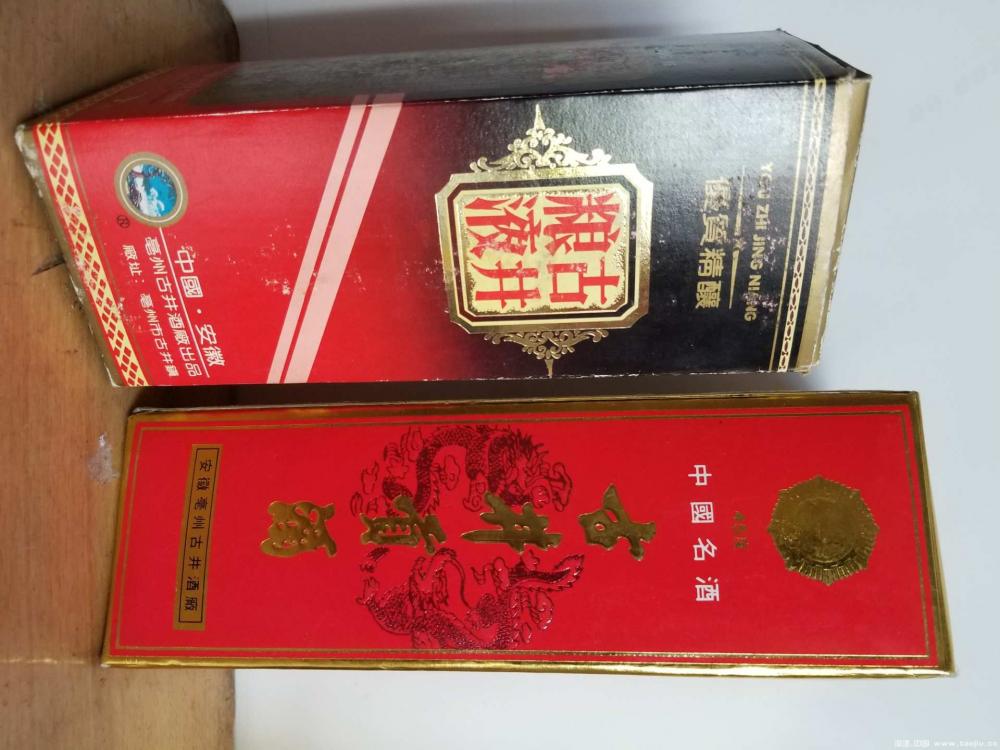 YOU ZHI JING NIANG
優質精釀
古井
粮液
®
中國·安徽
亳州古井酒廠出品
廠址：亳州市古井鎮
中國名酒
古井貢酒
安徽亳州古井酒廠